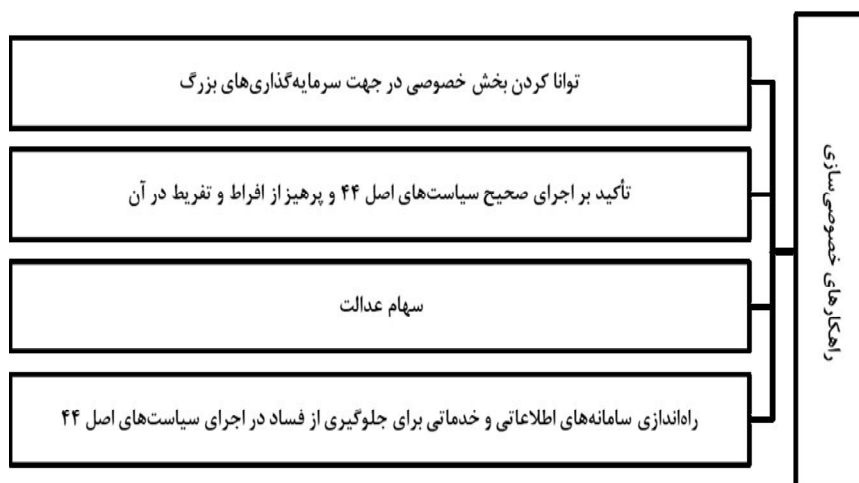 راهکارهای خصوصی‌سازی
توانا کردن بخش خصوصی در جهت سرمایه‌گذاری‌های بزرگ
تأکید بر اجرای صحیح سیاست‌های اصل ۴۴ و پرهیز از افراط و تفریط در آن
سهام عدالت
راه‌اندازی سامانه‌های اطلاعاتی و خدماتی برای جلوگیری از فساد در اجرای سیاست‌های اصل ۴۴